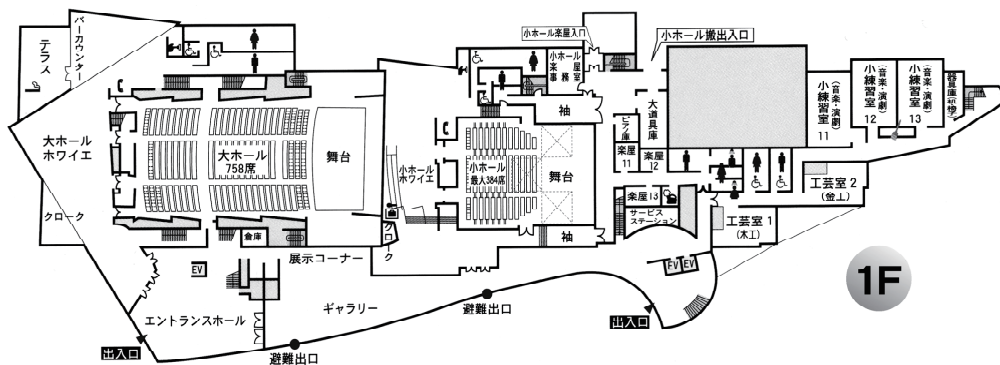 バーカウンター
テラス
大ホール
ホワイエ
クローク
大ホール
758席
舞台
倉庫
展示コーナー
EV
エントランスホール
出入口
避難出口
ギャラリー
避難出口
出入口
小ホール楽屋入口
小ホール
楽屋
事務室
袖
小ホール
ホワイエ
クローク
小ホール
最大384席
舞台
袖
小ホール搬出入口
大道具庫
ピアノ庫
楽屋
11
楽屋
12
楽屋13
サービス
ステーション
EV
EV
小練習室
(音楽・演劇)
11
小練習室
(音楽・演劇)
12
小練習室
(音楽・演劇)
13
工芸室 2
(金工)
工芸室 1
(木工)
1F